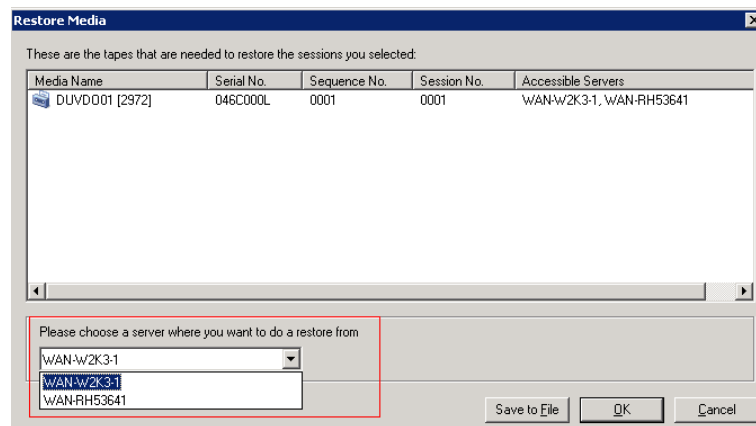 Restore Media
These are the tapes that are needed to restore the sessions you selected:
Media Name Serial No. Sequence No. Session No. Accessible Servers
DUVDO01 [2972] 046C000L 0001 0001 WAN-W2K3-1, WAN-RH53641
Please choose a server where you want to do a restore from
WAN-W2K3-1
WAN-W2K3-1
WAN-RH53641
Save to File OK Cancel